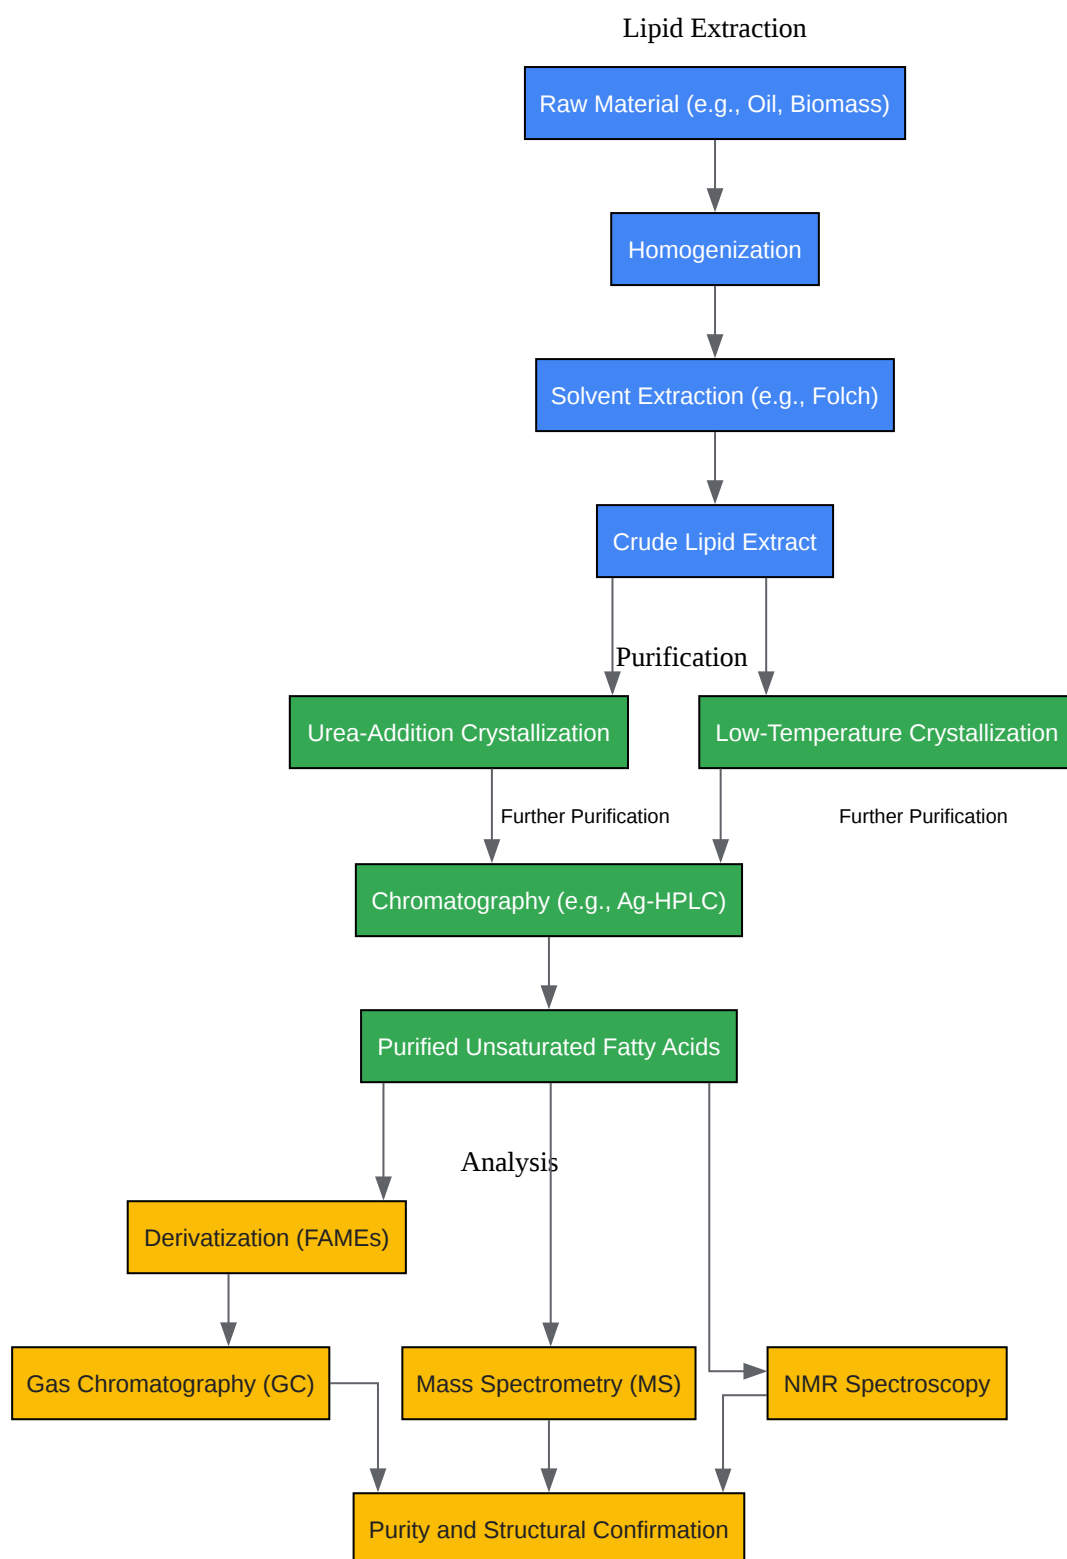 Lipid Extraction
Raw Material (e.g., Oil, Biomass)
Homogenization
Solvent Extraction (e.g., Folch)
Crude Lipid Extract
Purification
Urea-Addition Crystallization
Low-Temperature Crystallization
Further Purification
Further Purification
Chromatography (e.g., Ag-HPLC)
Purified Unsaturated Fatty Acids
Analysis
Derivatization (FAMEs)
Gas Chromatography (GC)
Mass Spectrometry (MS)
NMR Spectroscopy
Purity and Structural Confirmation